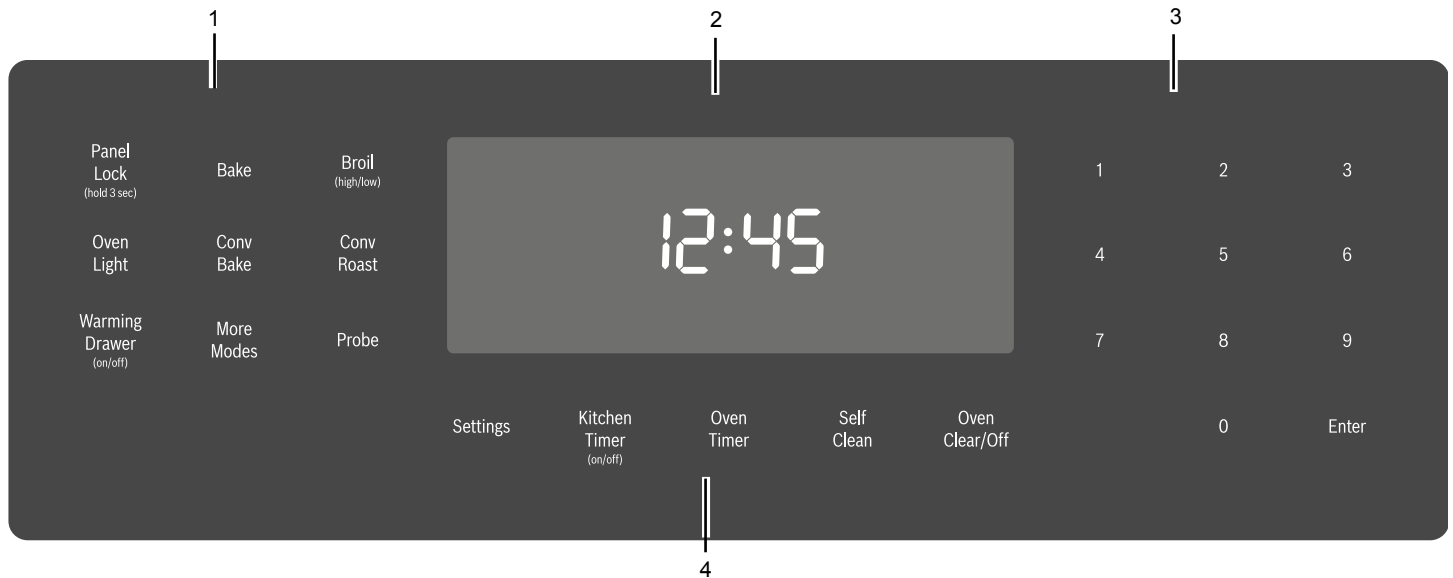 1
2
3
Panel
Lock
(hold 3 sec)
Bake
Broil
(high/low)
1
2
3
12:45
Oven
Light
Conv
Bake
Conv
Roast
4
5
6
Warming
Drawer
(on/off)
More
Modes
Probe
7
8
9
Settings
Kitchen
Timer
(on/off)
Oven
Timer
Self
Clean
Oven
Clear/Off
0
Enter
4